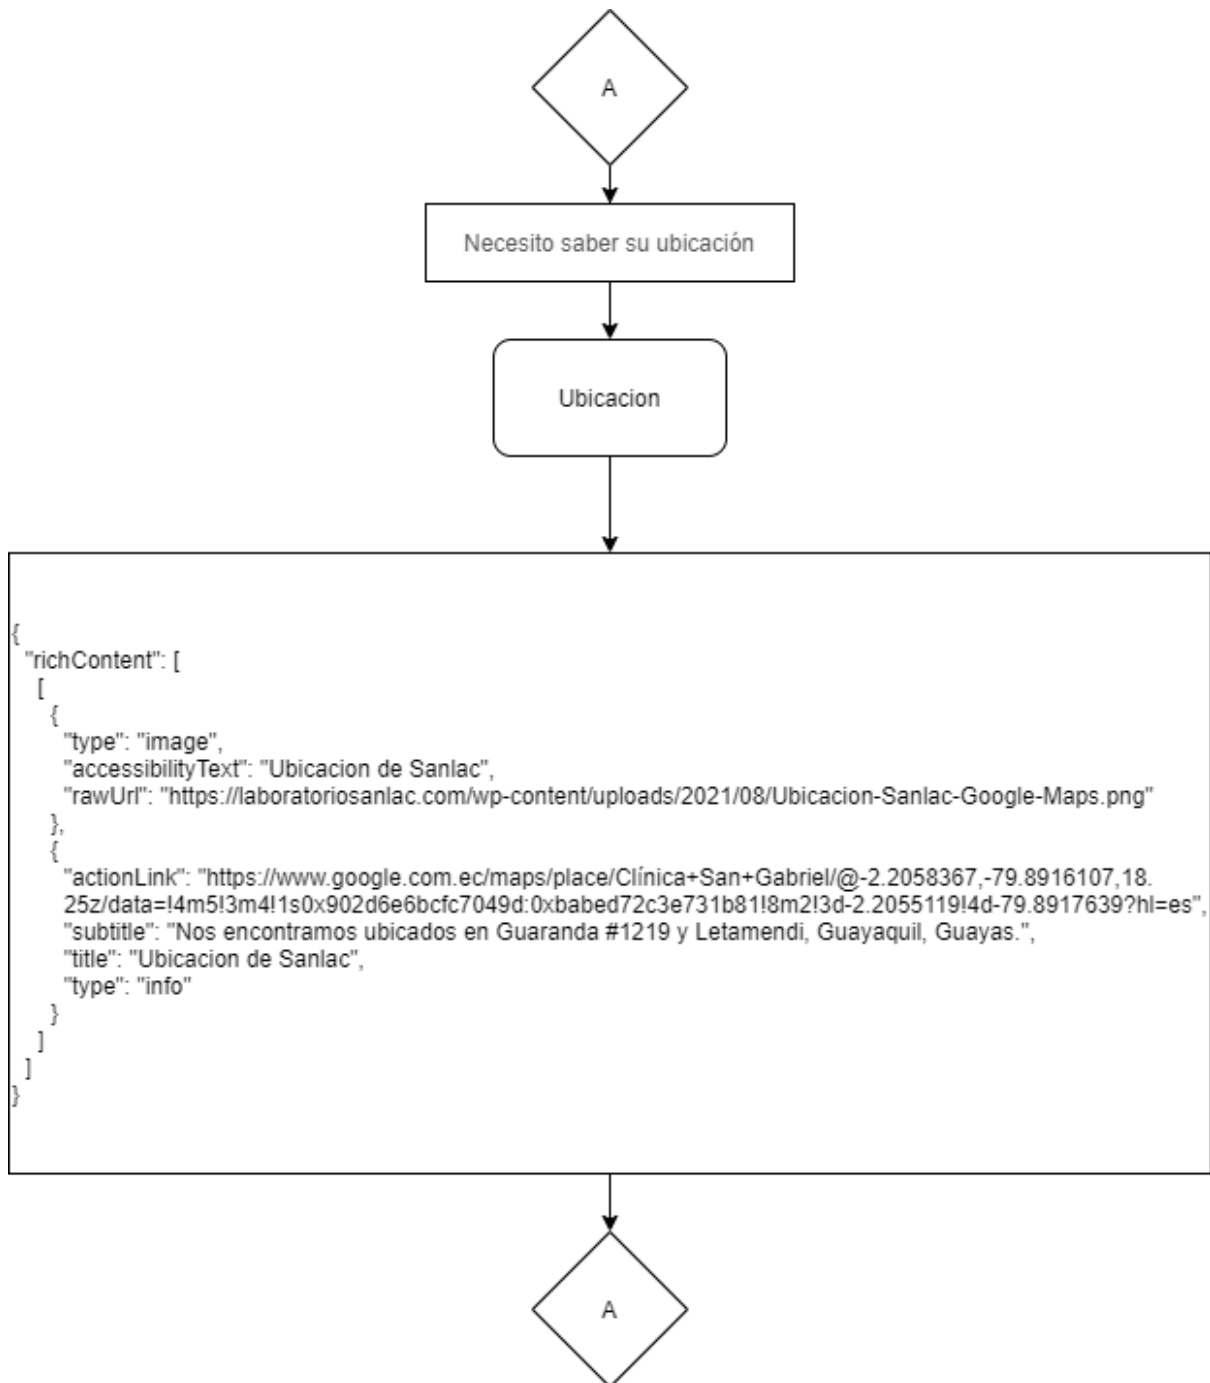 A
Necesito saber su ubicación
Ubicacion
{
"richContent": [
[
{
"type": "image",
"accessibilityText": "Ubicacion de Sanlac",
"rawUrl": "https://laboratoriosanlac.com/wp-content/uploads/2021/08/Ubicacion-Sanlac-Google-Maps.png"
},
{
"actionLink": "https://www.google.com.ec/maps/place/Clínica+San+Gabriel/@-2.2058367,-79.8916107,18.
25z/data=!4m5!3m4!1s0x902d6e6bcfc7049d:0xbabed72c3e731b81!8m2!3d-2.2055119!4d-79.8917639?hl=es",
"subtitle": "Nos encontramos ubicados en Guaranda #1219 y Letamendi, Guayaquil, Guayas.",
"title": "Ubicacion de Sanlac",
"type": "info"
}
]
]
}
A